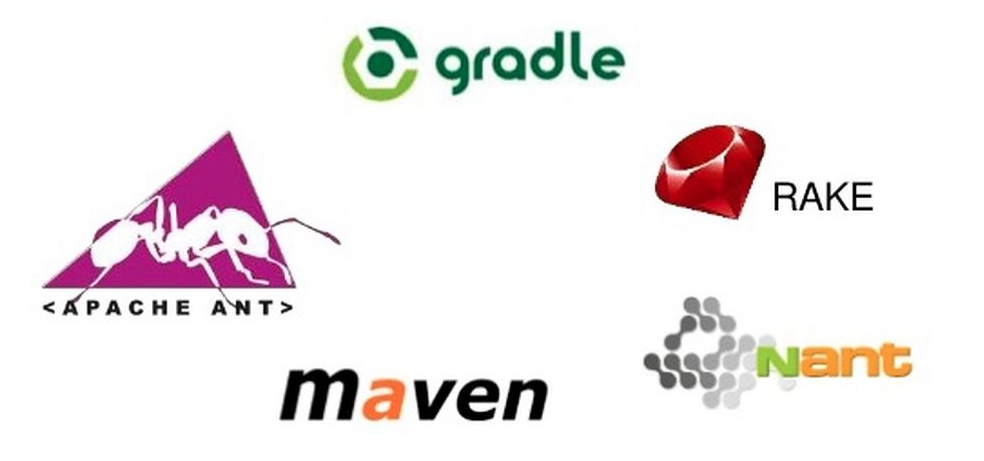 gradle
RAKE
<APACHE ANT>
Nant
maven